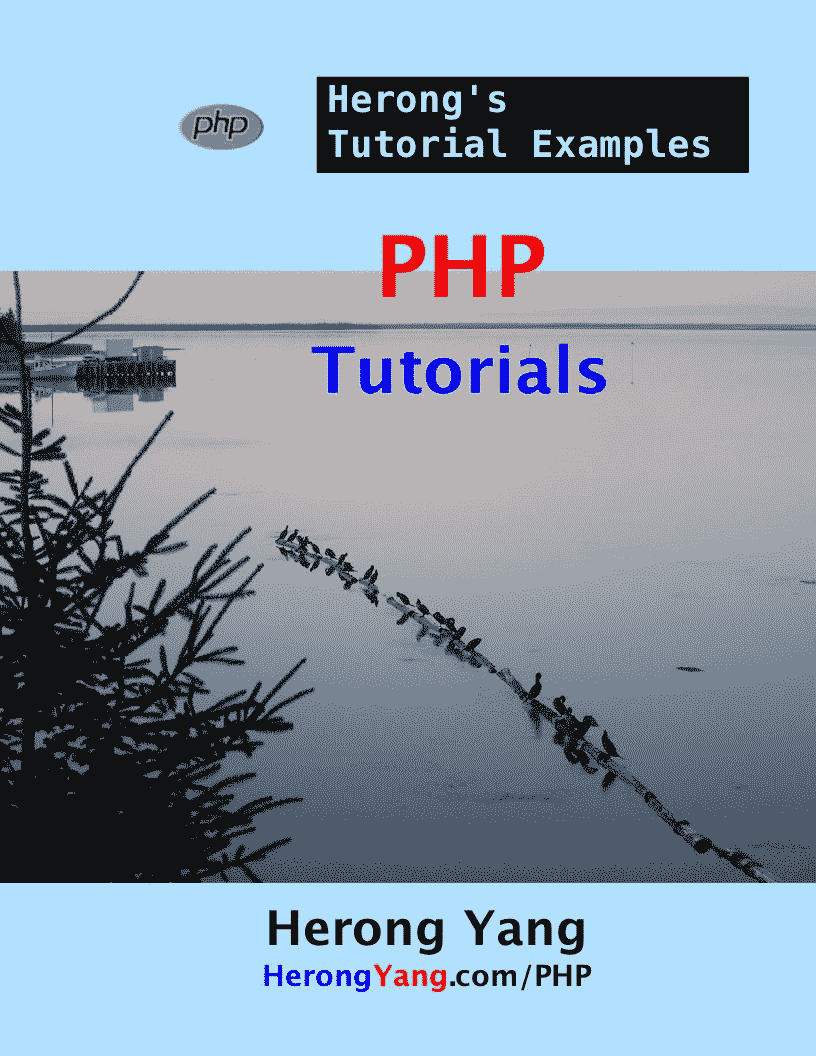 php
Herong's
Tutorial Examples
PHP
Tutorials
Herong Yang
HerongYang.com/PHP